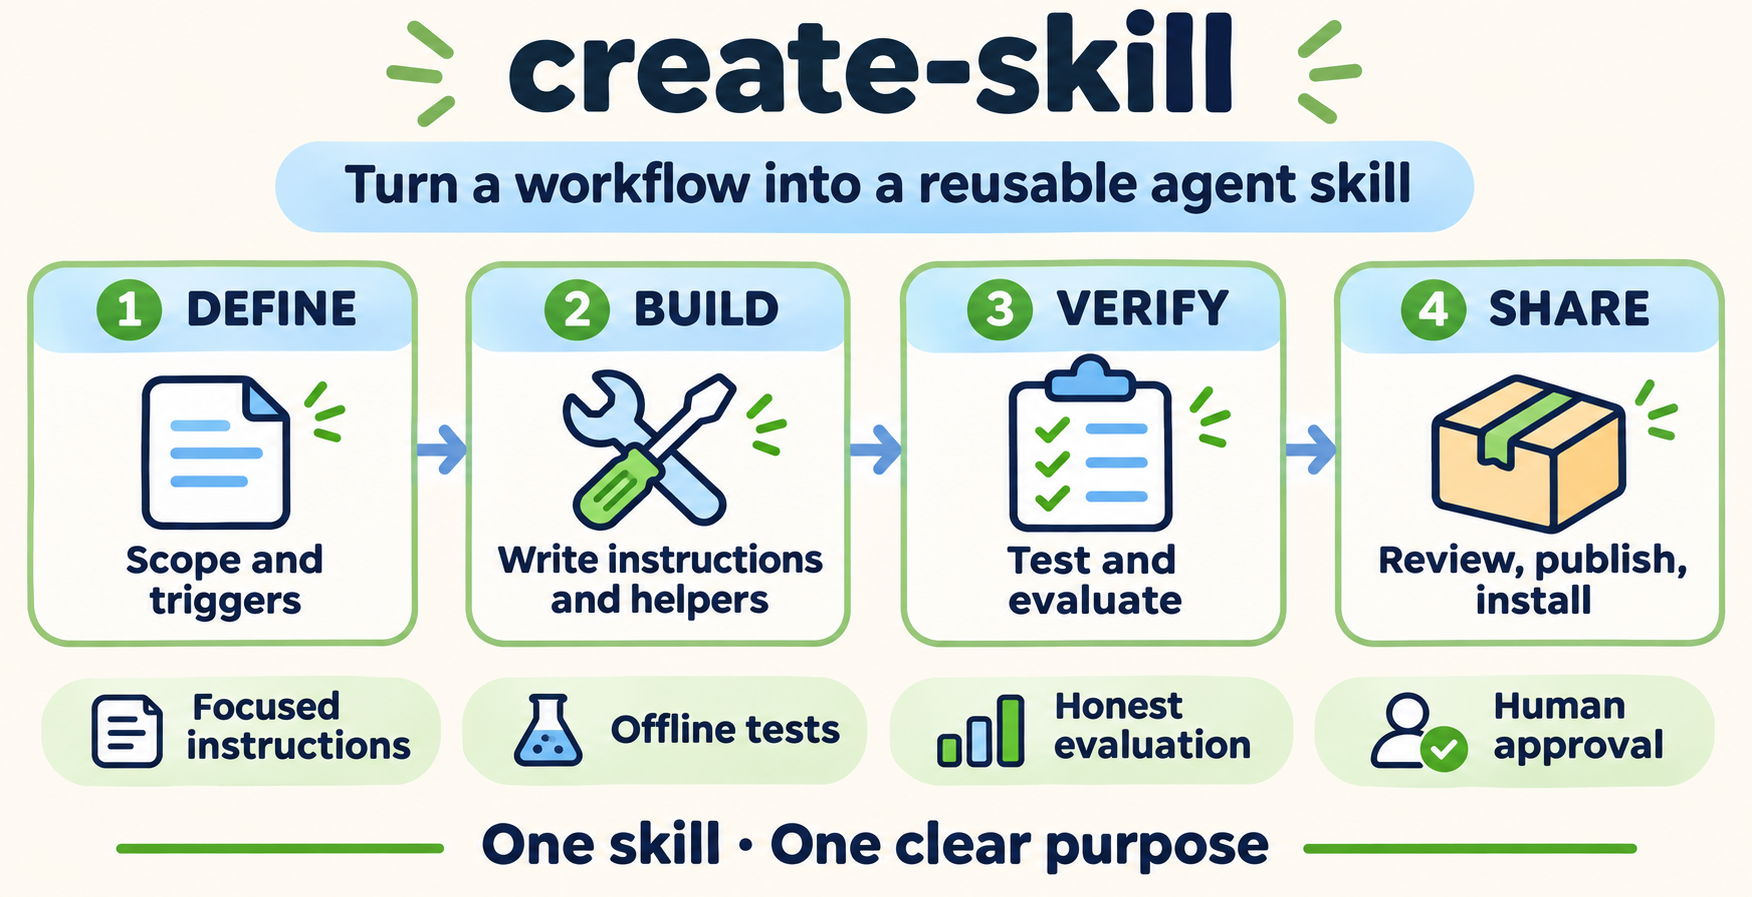 create-skill
Turn a workflow into a reusable agent skill
1 DEFINE
Scope and
triggers
2 BUILD
Write instructions
and helpers
3 VERIFY
Test and
evaluate
4 SHARE
Review, publish,
install
Focused
instructions
Offline tests
Honest
evaluation
Human
approval
One skill • One clear purpose